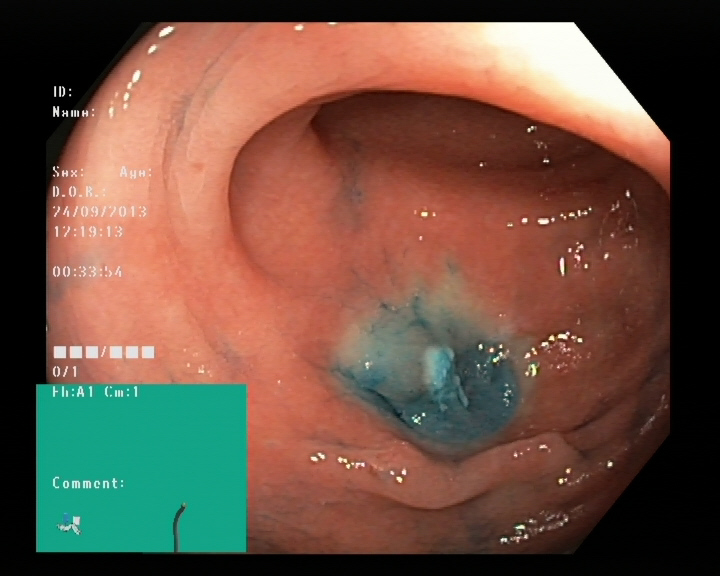 ID:
Name:
Sex: Age:
D.O.B.:
24/09/2013
12:19:13
00:33:54
■■■/■■■
0/1
Eh:A1 Cm:1
Comment: